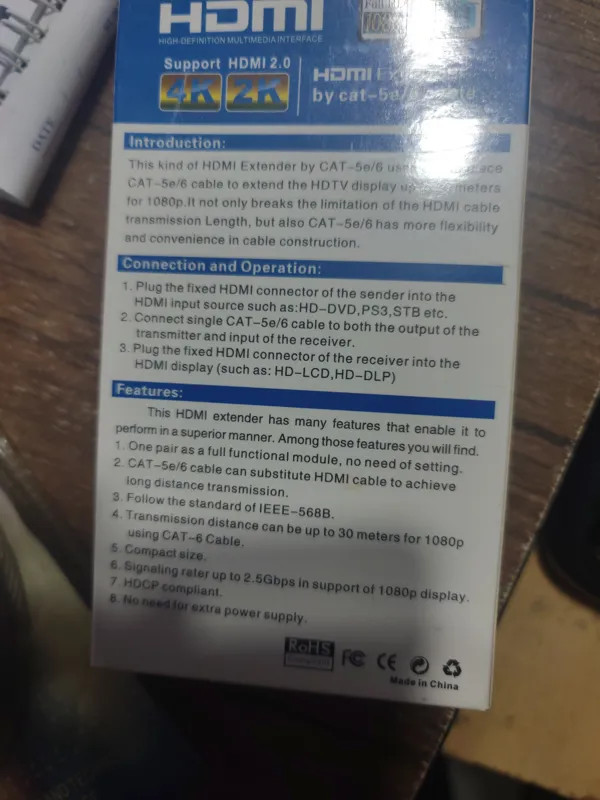 HDMI
HIGH-DEFINITION MULTIMEDIA INTERFACE
Support HDMI 2.0
4K 2K
HDMI
by cat-5e/6
Introduction:
This kind of HDMI Extender by CAT-5e/6
CAT-5e/6 cable to extend the HDTV display meters
for 1080p.It not only breaks the limitation of the HDMI cable
transmission Length, but also CAT-5e/6 has more flexibility
and convenience in cable construction.
Connection and Operation:
1. Plug the fixed HDMI connector of the sender into the
HDMI input source such as:HD-DVD,PS3,STB etc.
2. Connect single CAT-5e/6 cable to both the output of the
transmitter and input of the receiver.
3. Plug the fixed HDMI connector of the receiver into the
HDMI display (such as: HD-LCD,HD-DLP)
Features:
This HDMI extender has many features that enable it to
perform in a superior manner. Among those features you will find.
1. One pair as a full functional module, no need of setting.
2. CAT-5e/6 cable can substitute HDMI cable to achieve
long distance transmission.
3. Follow the standard of IEEE-568B.
4. Transmission distance can be up to 30 meters for 1080p
using CAT-6 Cable.
5. Compact size.
6. Signaling reter up to 2.5Gbps in support of 1080p display.
7. HDCP compliant.
8. No need for extra power supply.
RoHS
FC CE
Made in China
DATE